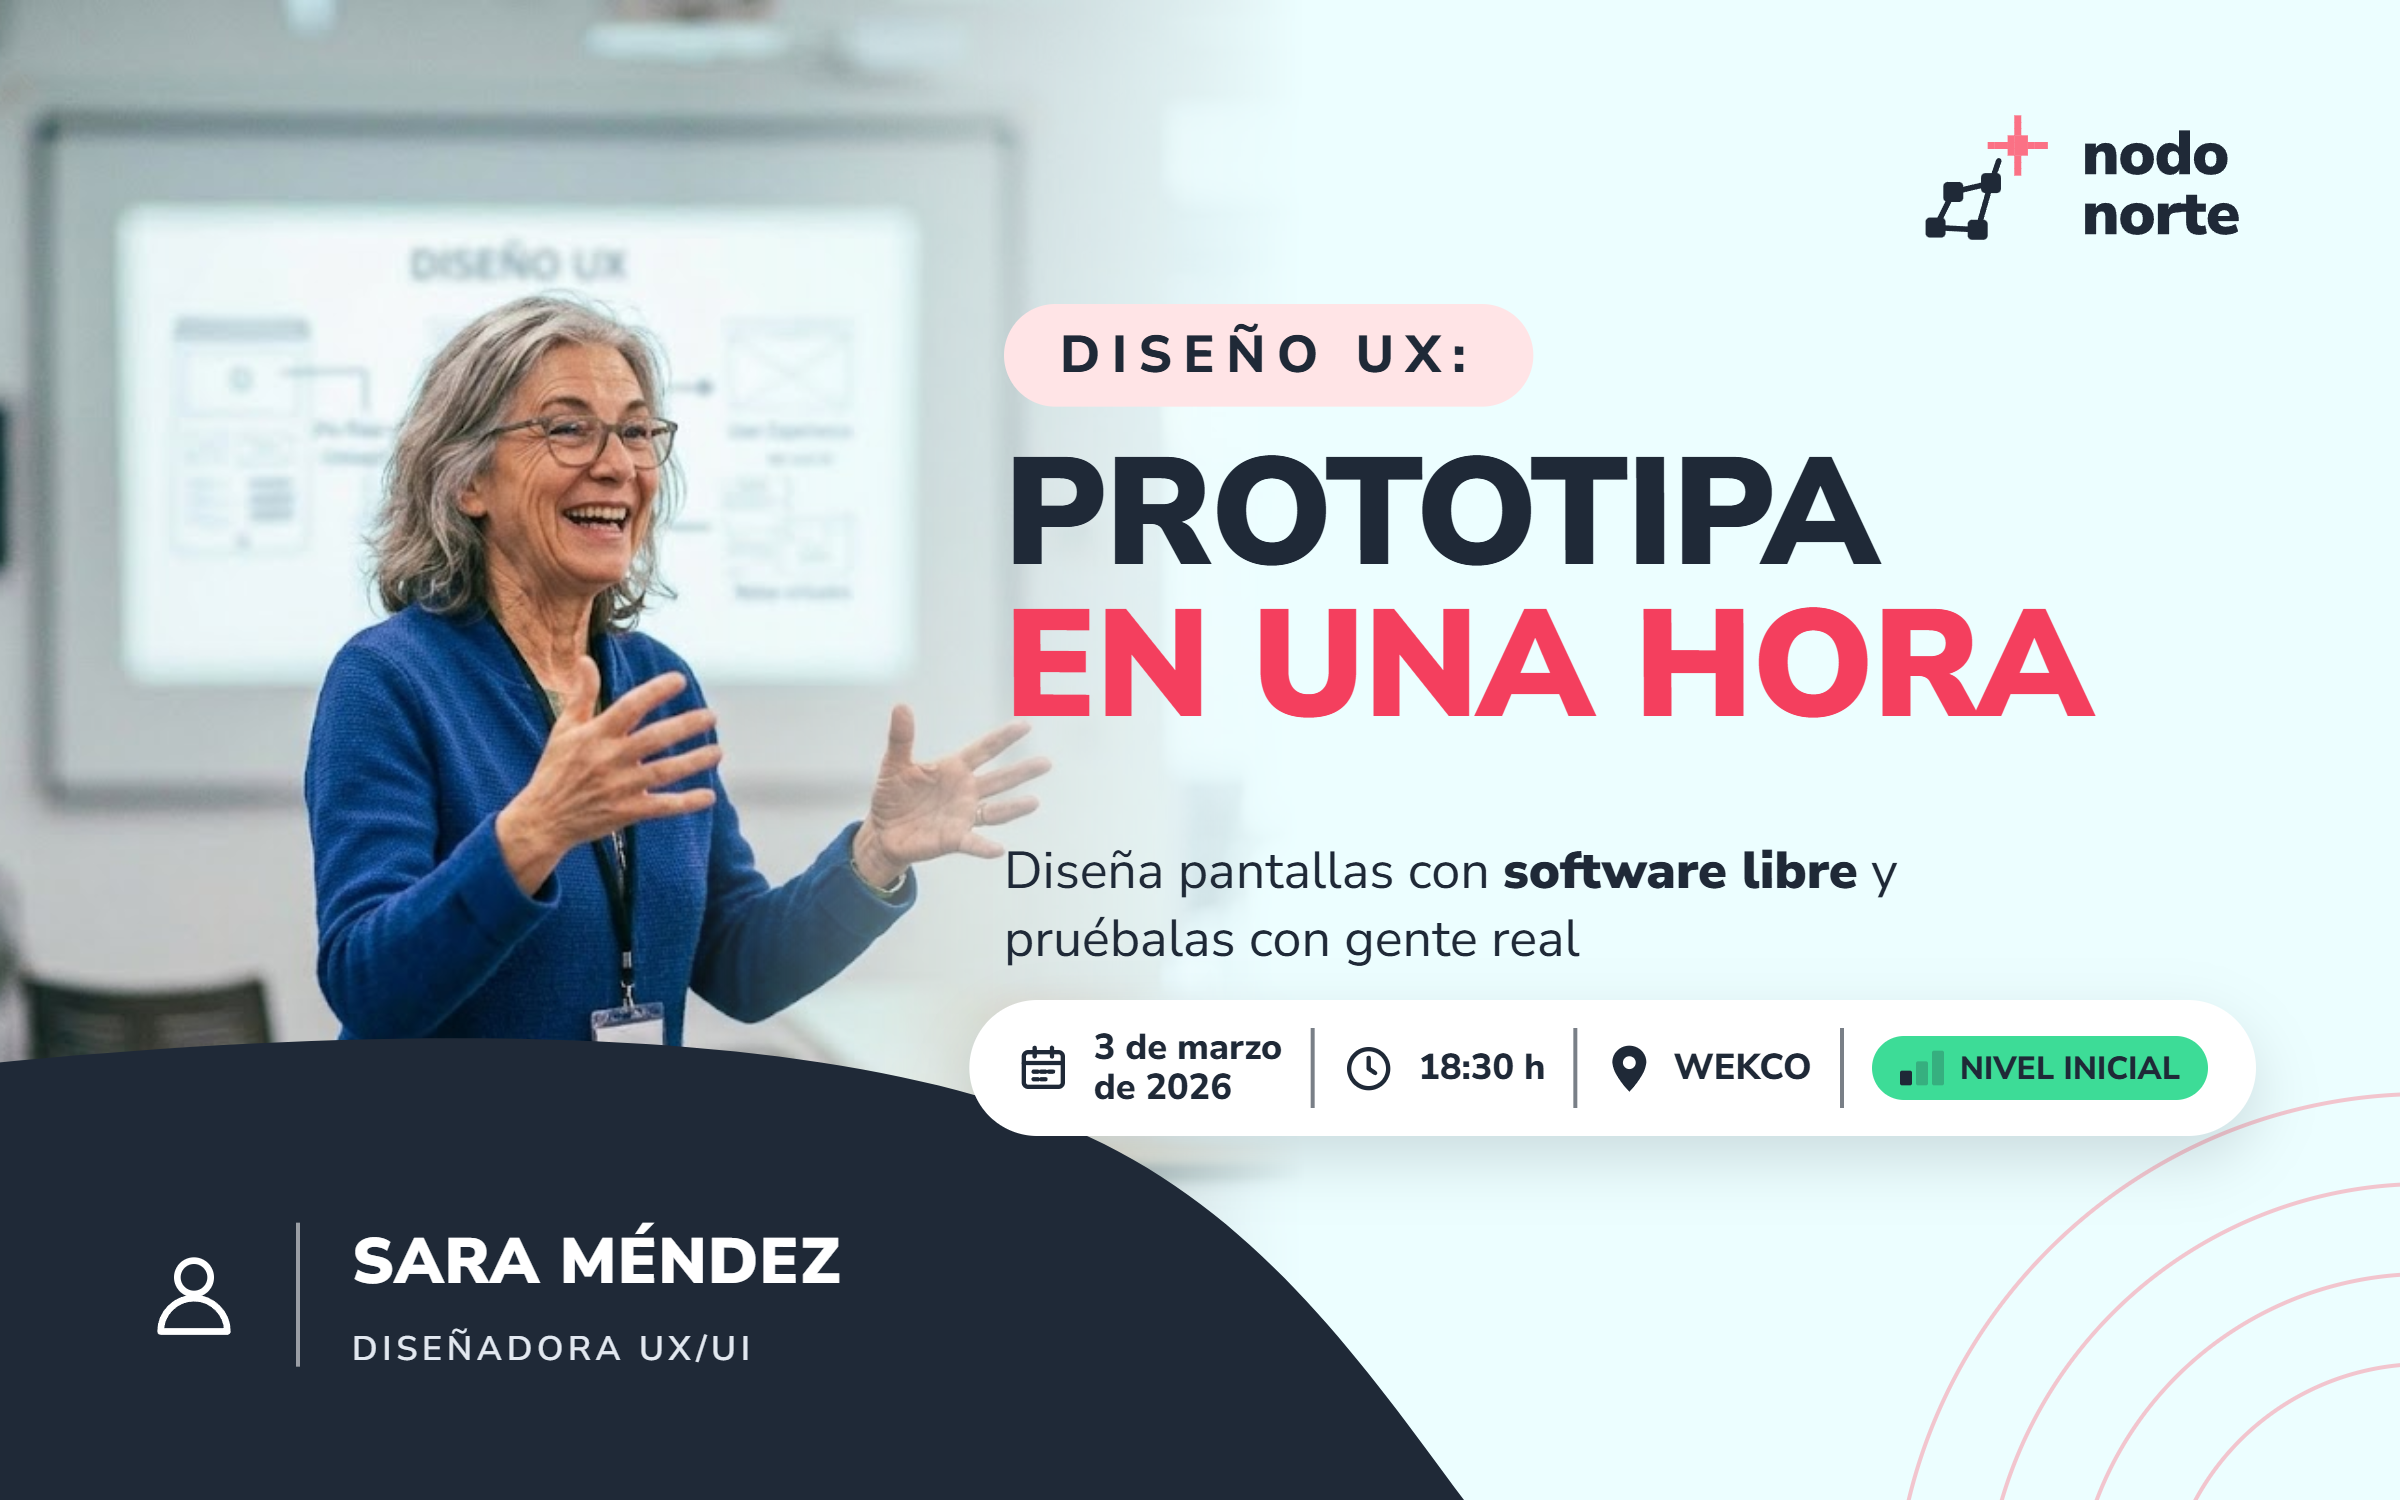 nodo
norte
DISEÑO UX
DISEÑO UX:
PROTOTIPA
EN UNA HORA
Diseña pantallas con software libre y
pruébalas con gente real
3 de marzo
de 2026
18:30 h
WEKCO
NIVEL INICIAL
SARA MÉNDEZ
DISEÑADORA UX/UI